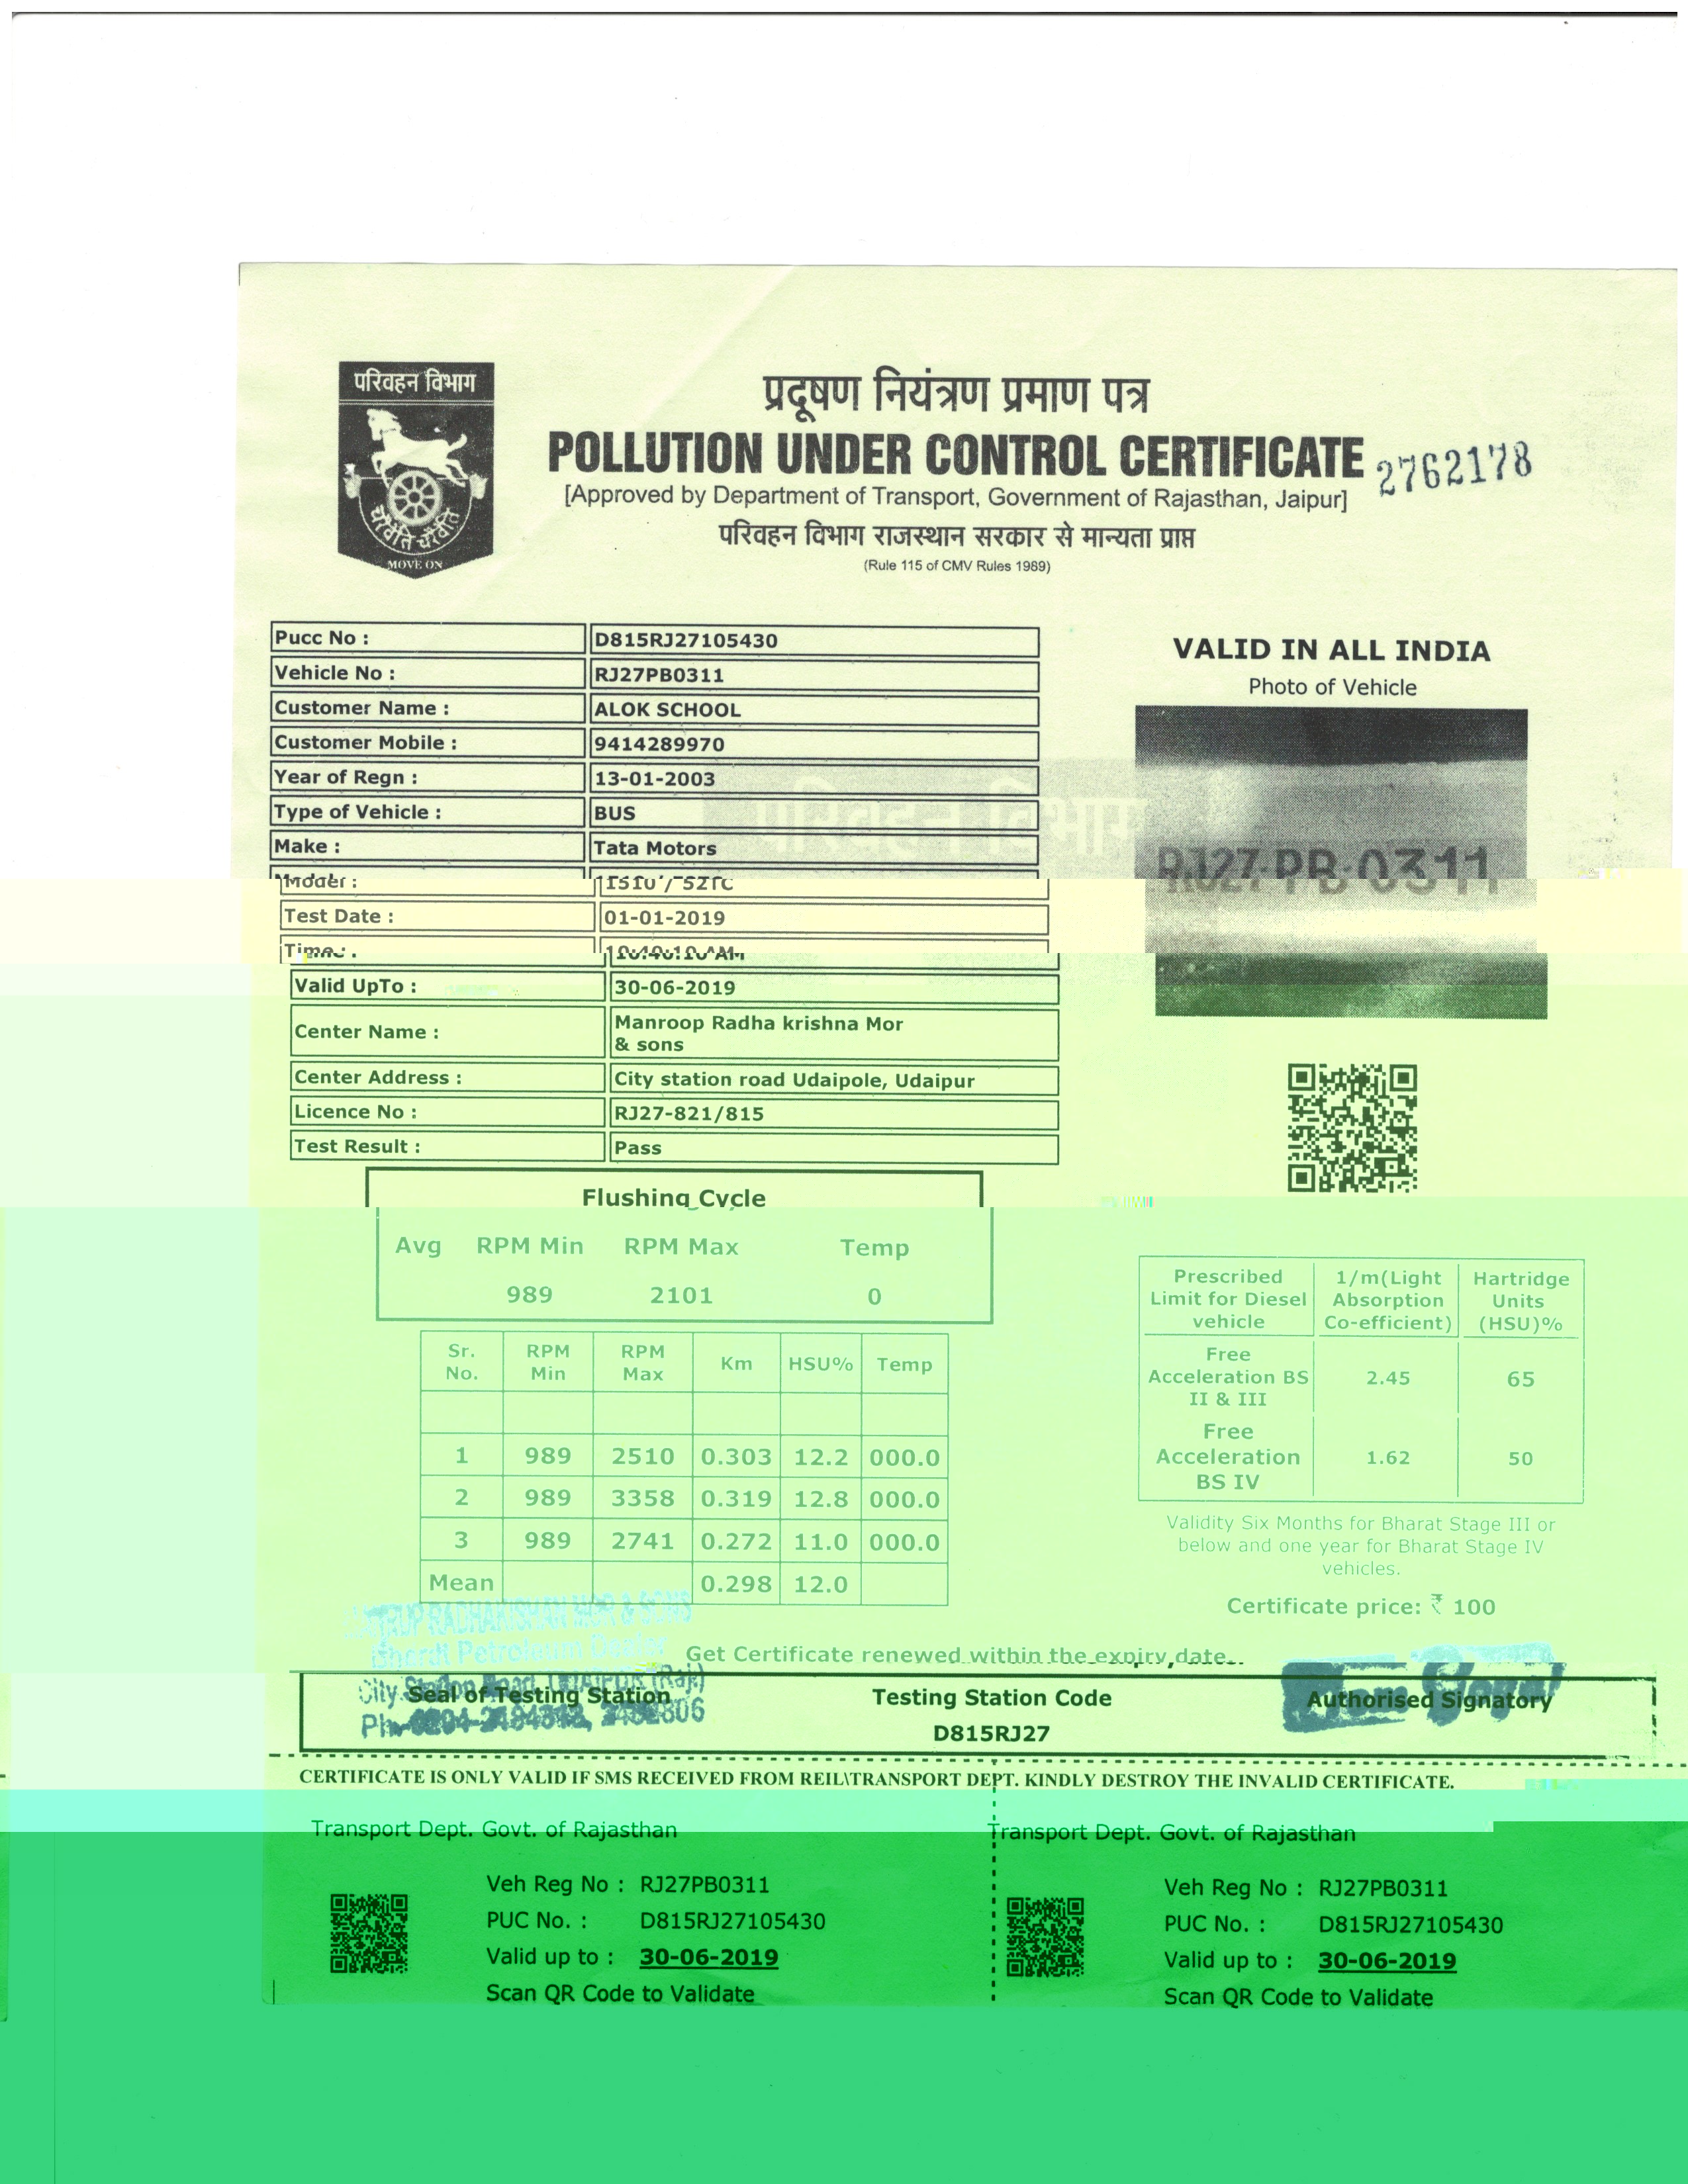 परिवहन विभाग
चरैवेति चरैवेति
MOVE ON
प्रदूषण नियंत्रण प्रमाण पत्र
POLLUTION UNDER CONTROL CERTIFICATE
2762178
[Approved by Department of Transport, Government of Rajasthan, Jaipur]
परिवहन विभाग राजस्थान सरकार से मान्यता प्राप्त
(Rule 115 of CMV Rules 1989)
Pucc No : D815RJ27105430
Vehicle No : RJ27PB0311
Customer Name : ALOK SCHOOL
Customer Mobile : 9414289970
Year of Regn : 13-01-2003
Type of Vehicle : BUS
Make : Tata Motors
Model : 1510 / 52TC
Test Date : 01-01-2019
Time : 10:40:10 AM
Valid UpTo : 30-06-2019
Center Name : Manroop Radha krishna Mor
& sons
Center Address : City station road Udaipole, Udaipur
Licence No : RJ27-821/815
Test Result : Pass
VALID IN ALL INDIA
Photo of Vehicle
परिवहन विभाग
RJ27-PB-0311
Flushing Cycle
Avg RPM Min RPM Max Temp
989 2101 0
Sr. No. RPM Min RPM Max Km HSU% Temp
1 989 2510 0.303 12.2 000.0
2 989 3358 0.319 12.8 000.0
3 989 2741 0.272 11.0 000.0
Mean 0.298 12.0
Prescribed Limit for Diesel vehicle 1/m(Light Absorption Co-efficient) Hartridge Units (HSU)%
Free Acceleration BS II & III 2.45 65
Free Acceleration BS IV 1.62 50
Validity Six Months for Bharat Stage III or
below and one year for Bharat Stage IV
vehicles.
Certificate price: ₹ 100
RADHAKISHAN MOR & SONS
Bharat Petroleum Dealer
City Station Road, UDAIPUR (Raj.)
Get Certificate renewed within the expiry date.
Seal of Testing Station
Testing Station Code
D815RJ27
Authorised Signatory
CERTIFICATE IS ONLY VALID IF SMS RECEIVED FROM REIL\TRANSPORT DEPT. KINDLY DESTROY THE INVALID CERTIFICATE.
Transport Dept. Govt. of Rajasthan
Veh Reg No : RJ27PB0311
PUC No. : D815RJ27105430
Valid up to : 30-06-2019
Scan QR Code to Validate
Transport Dept. Govt. of Rajasthan
Veh Reg No : RJ27PB0311
PUC No. : D815RJ27105430
Valid up to : 30-06-2019
Scan QR Code to Validate